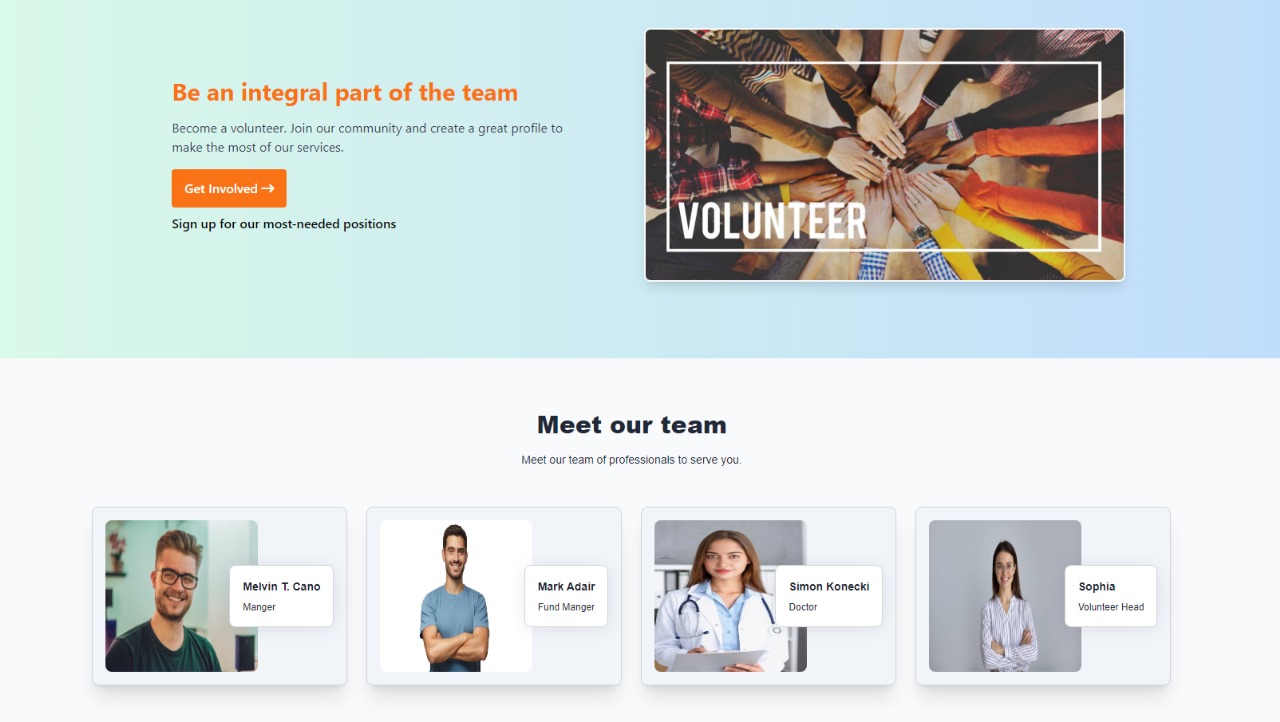 Be an integral part of the team
Become a volunteer. Join our community and create a great profile to
make the most of our services.
Get Involved →
Sign up for our most-needed positions
VOLUNTEER
Meet our team
Meet our team of professionals to serve you.
Melvin T. Cano
Manger
Mark Adair
Fund Manger
Simon Konecki
Doctor
Sophia
Volunteer Head